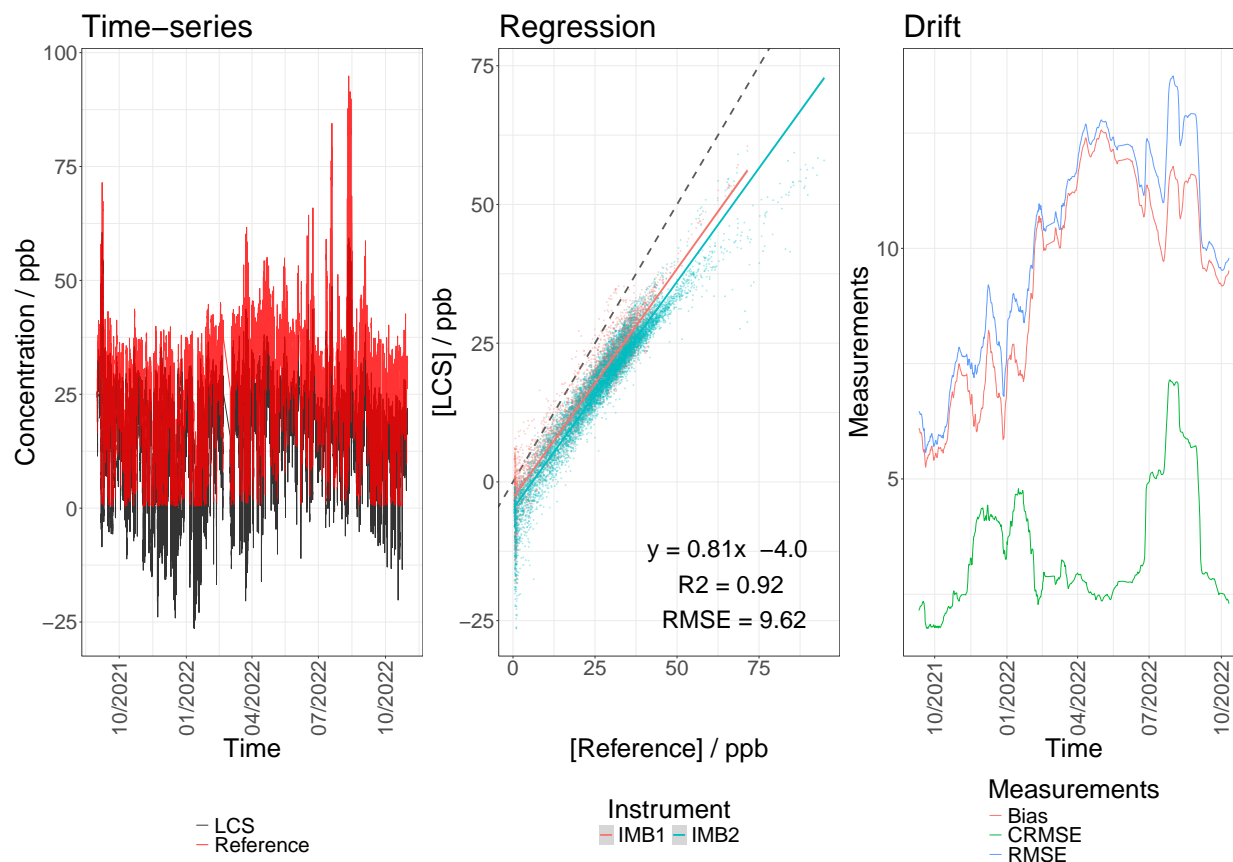 Time−series
Concentration / ppb
100
75
50
25
0
−25
10/2021
01/2022
04/2022
07/2022
10/2022
Time
LCS
Reference
Regression
[LCS] / ppb
75
50
25
0
−25
y = 0.81x −4.0
R2 = 0.92
RMSE = 9.62
0
25
50
75
[Reference] / ppb
Instrument
IMB1 IMB2
Drift
Measurements
10
5
10/2021
01/2022
04/2022
07/2022
10/2022
Time
Measurements
Bias
CRMSE
RMSE